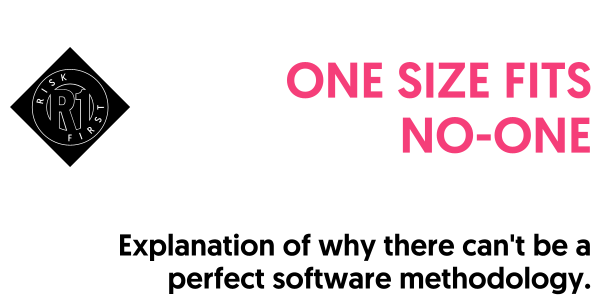 RISK
R1
FIRST
ONE SIZE FITS
NO-ONE
Explanation of why there can't be a
perfect software methodology.